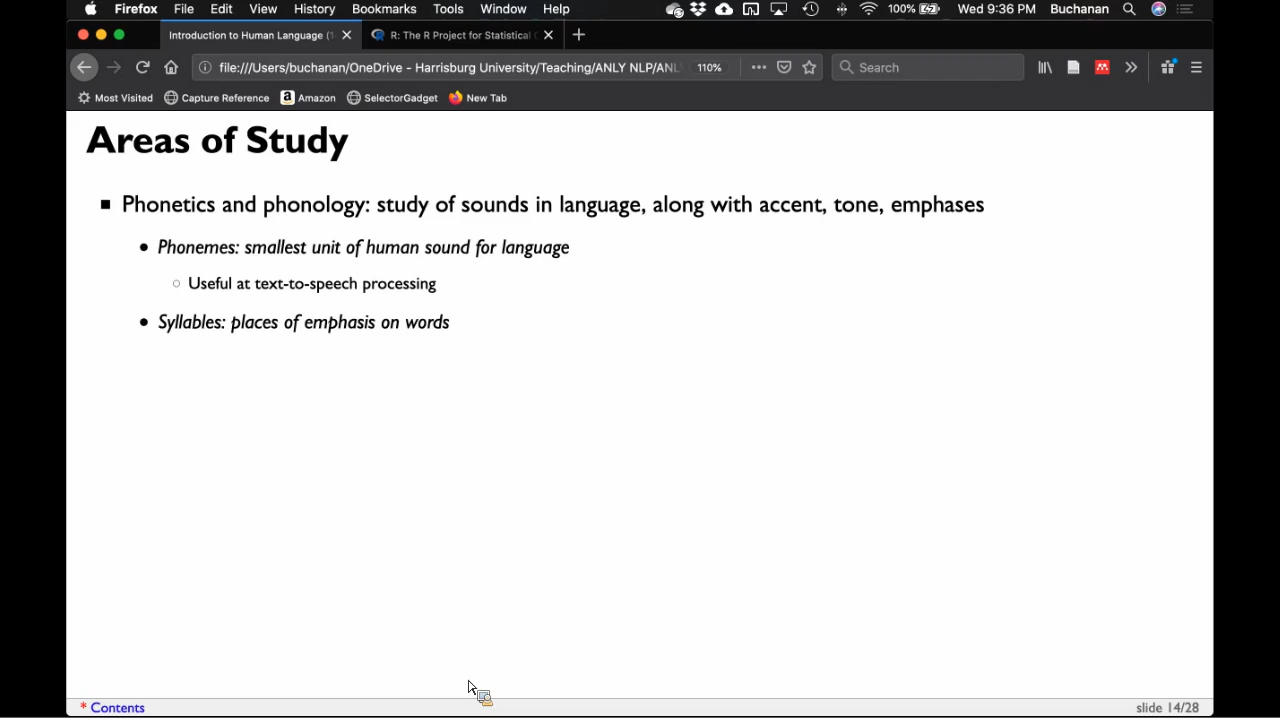 Firefox File Edit View History Bookmarks Tools Window Help 100% Wed 9:36 PM Buchanan
Introduction to Human Language (1 R: The R Project for Statistical
file:///Users/buchanan/OneDrive - Harrisburg University/Teaching/ANLY NLP/ANL 110% Search
Most Visited Capture Reference Amazon SelectorGadget New Tab
Areas of Study
Phonetics and phonology: study of sounds in language, along with accent, tone, emphases
Phonemes: smallest unit of human sound for language
Useful at text-to-speech processing
Syllables: places of emphasis on words
* Contents slide 14/28